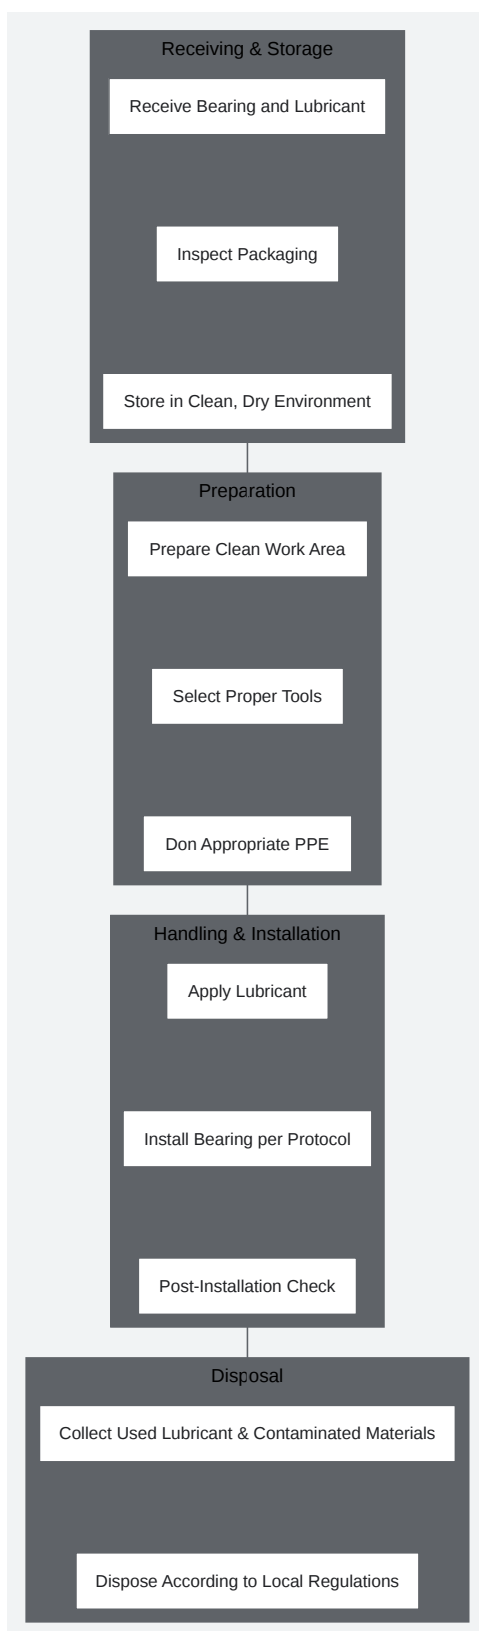 Receiving & Storage
Receive Bearing and Lubricant
Inspect Packaging
Store in Clean, Dry Environment
Preparation
Prepare Clean Work Area
Select Proper Tools
Don Appropriate PPE
Handling & Installation
Apply Lubricant
Install Bearing per Protocol
Post-Installation Check
Disposal
Collect Used Lubricant & Contaminated Materials
Dispose According to Local Regulations